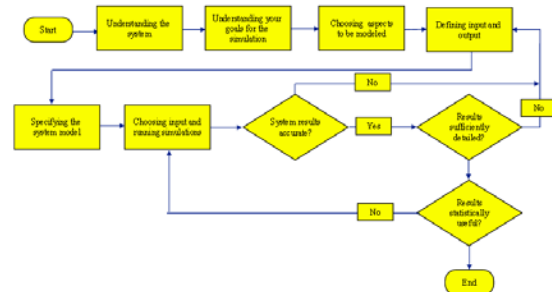 Start
Understanding the
system
Understanding your
goals for the
simulation
Choosing aspects
to be modeled
Defining input and
output
No
No
Specifying the
system model
Choosing input and
running simulations
System results
accurate?
Yes
Results
sufficiently
detailed?
No
Results
statistically
useful?
End